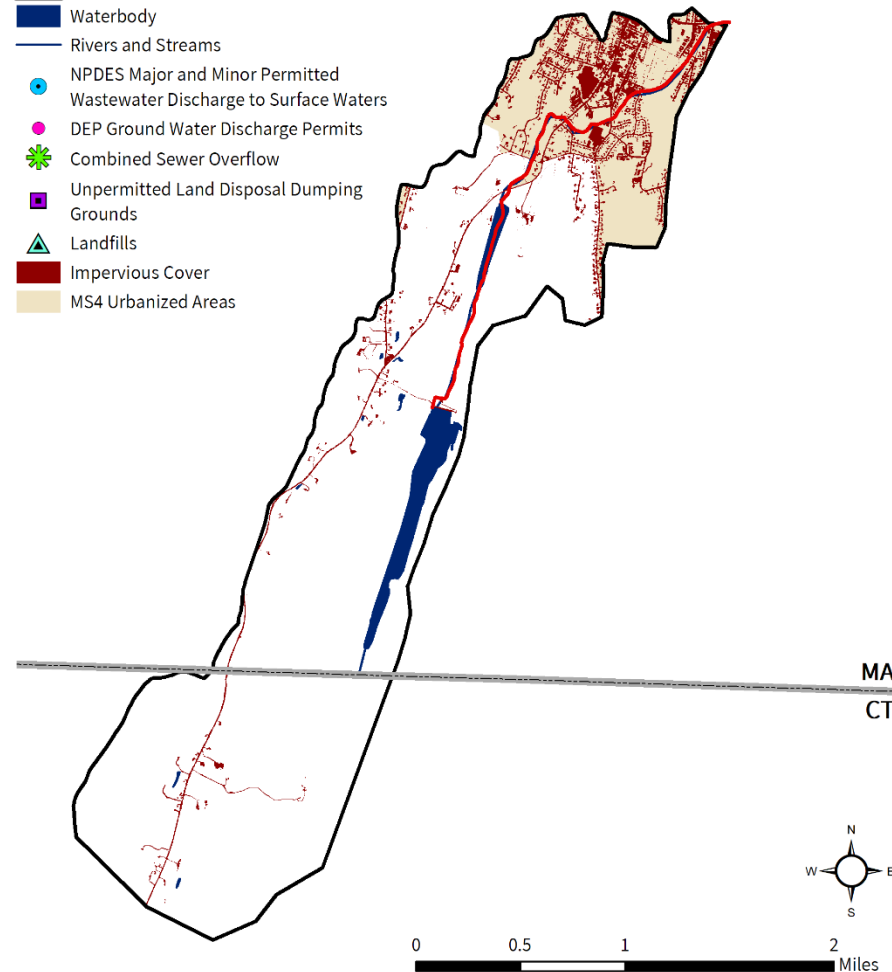 Waterbody
Rivers and Streams
NPDES Major and Minor Permitted
Wastewater Discharge to Surface Waters
DEP Ground Water Discharge Permits
Combined Sewer Overflow
Unpermitted Land Disposal Dumping
Grounds
Landfills
Impervious Cover
MS4 Urbanized Areas
MA
CT
N
W E
S
0 0.5 1 2
Miles